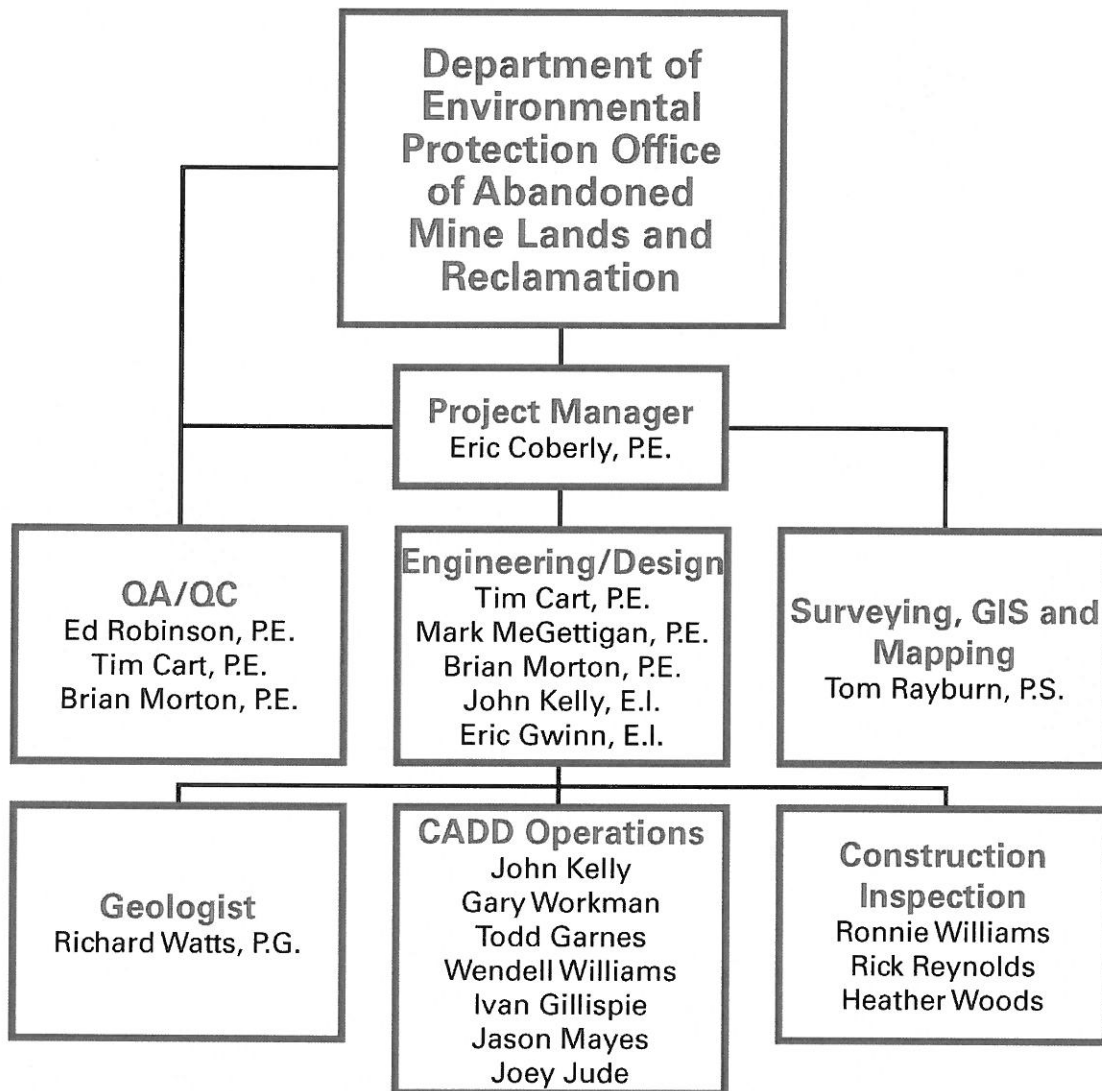 Department of
Environmental
Protection Office
of Abandoned
Mine Lands and
Reclamation
Project Manager
Eric Coberly, P.E.
QA/QC
Ed Robinson, P.E.
Tim Cart, P.E.
Brian Morton, P.E.
Engineering/Design
Tim Cart, P.E.
Mark MeGettigan, P.E.
Brian Morton, P.E.
John Kelly, E.I.
Eric Gwinn, E.I.
Surveying, GIS and
Mapping
Tom Rayburn, P.S.
Geologist
Richard Watts, P.G.
CADD Operations
John Kelly
Gary Workman
Todd Garnes
Wendell Williams
Ivan Gillispie
Jason Mayes
Joey Jude
Construction
Inspection
Ronnie Williams
Rick Reynolds
Heather Woods